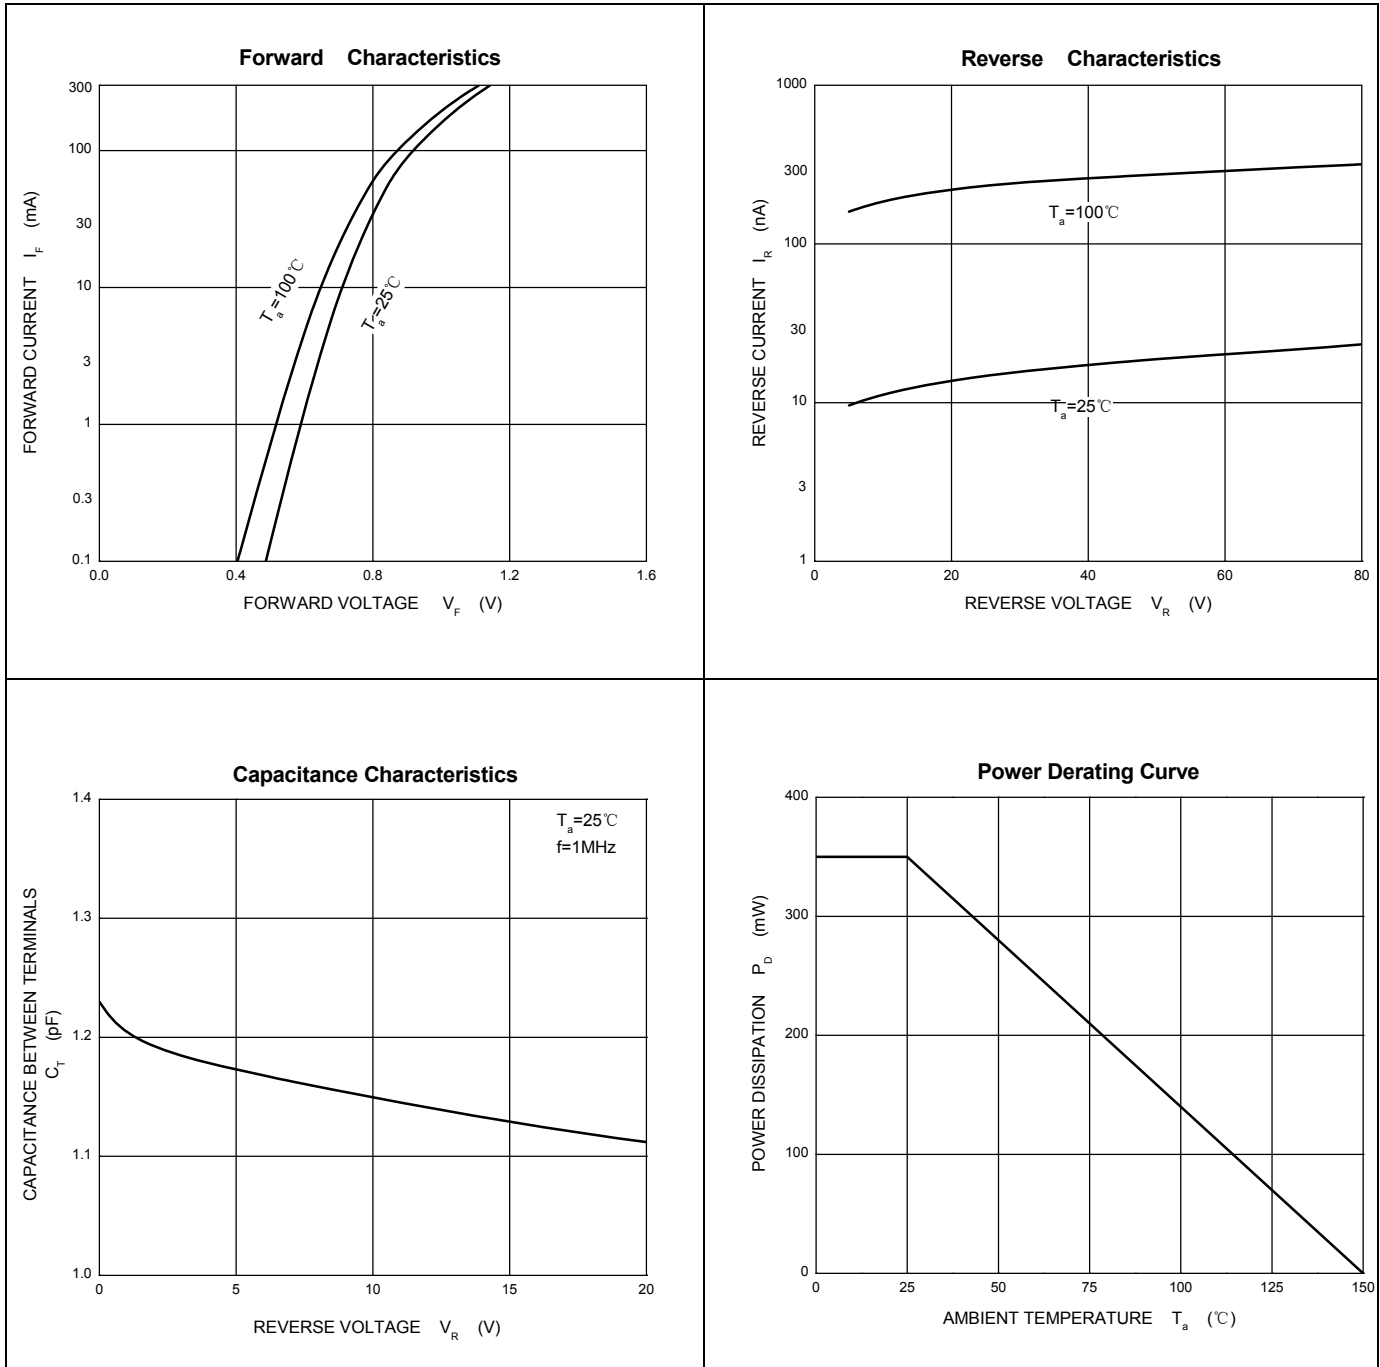 Forward Characteristics
300
100
30
10
3
1
0.3
0.1
0.0 0.4 0.8 1.2 1.6
FORWARD CURRENT I_F (mA)
T_a=100℃
T_a=25℃
FORWARD VOLTAGE V_F (V)
Reverse Characteristics
1000
300
100
30
10
3
1
0 20 40 60 80
REVERSE CURRENT I_R (nA)
T_a=100℃
T_a=25℃
REVERSE VOLTAGE V_R (V)
Capacitance Characteristics
1.4
1.3
1.2
1.1
1.0
0 5 10 15 20
CAPACITANCE BETWEEN TERMINALS
C_T (pF)
T_a=25℃
f=1MHz
REVERSE VOLTAGE V_R (V)
Power Derating Curve
400
300
200
100
0
0 25 50 75 100 125 150
POWER DISSIPATION P_D (mW)
AMBIENT TEMPERATURE T_a (℃)